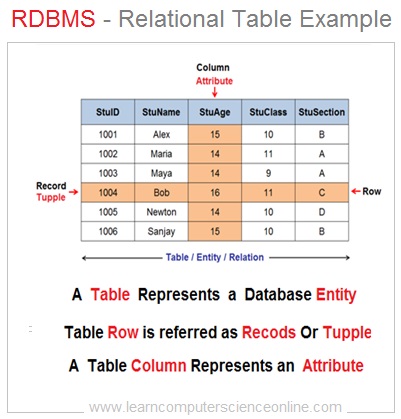 RDBMS - Relational Table Example
Column
Attribute
StuID StuName StuAge StuClass StuSection
1001 Alex 15 10 B
1002 Maria 14 11 A
1003 Maya 14 9 A
Record
Tupple
1004 Bob 16 11 C
Row
1005 Newton 14 10 D
1006 Sanjay 15 10 B
Table / Entity / Relation
A Table Represents a Database Entity
Table Row is referred as Recods Or Tupple
A Table Column Represents an Attribute
www.learncomputerscienceonline.com